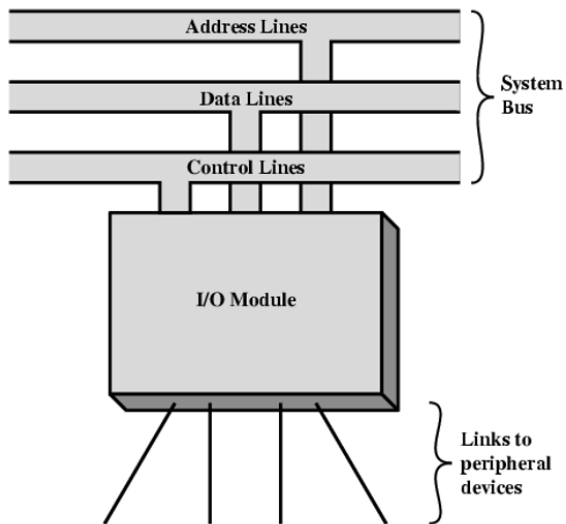 Address Lines
Data Lines
Control Lines
System
Bus
I/O Module
Links to
peripheral
devices